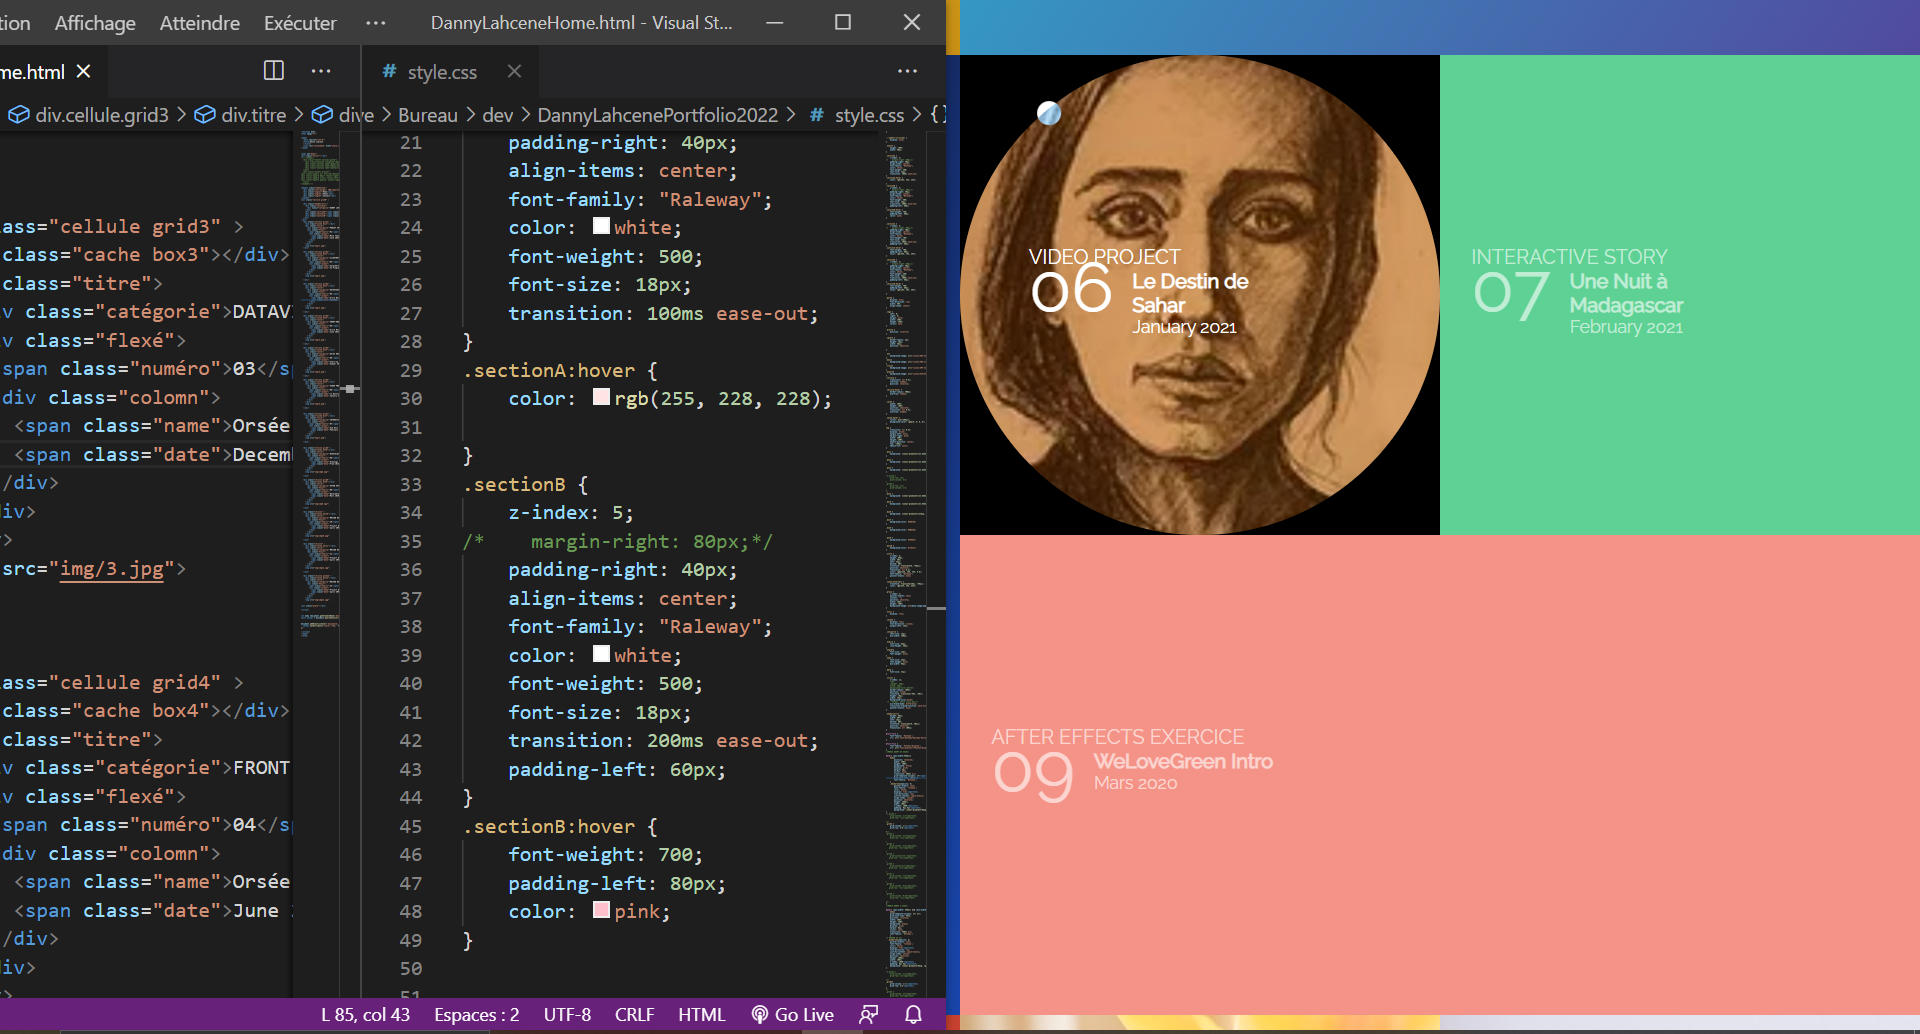 tion Affichage Atteindre Exécuter ··· DannyLahceneHome.html - Visual St...
me.html
# style.css
div.cellule.grid3 > div.titre > dive > Bureau > dev > DannyLahcenePortfolio2022 > # style.css > {}
ass="cellule grid3" >
class="cache box3"></div>
class="titre">
v class="catégorie">DATAV
v class="flexé">
span class="numéro">03</sp
div class="colomn">
<span class="name">Orsée
<span class="date">Decem
/div>
iv>
>
src="img/3.jpg">
ass="cellule grid4" >
class="cache box4"></div>
class="titre">
v class="catégorie">FRONT
v class="flexé">
span class="numéro">04</sp
div class="colomn">
<span class="name">Orsée
<span class="date">June
/div>
iv>
>
21 padding-right: 40px;
22 align-items: center;
23 font-family: "Raleway";
24 color: white;
25 font-weight: 500;
26 font-size: 18px;
27 transition: 100ms ease-out;
28 }
29 .sectionA:hover {
30 color: rgb(255, 228, 228);
31
32 }
33 .sectionB {
34 z-index: 5;
35 /* margin-right: 80px;*/
36 padding-right: 40px;
37 align-items: center;
38 font-family: "Raleway";
39 color: white;
40 font-weight: 500;
41 font-size: 18px;
42 transition: 200ms ease-out;
43 padding-left: 60px;
44 }
45 .sectionB:hover {
46 font-weight: 700;
47 padding-left: 80px;
48 color: pink;
49 }
50
51
L 85, col 43 Espaces : 2 UTF-8 CRLF HTML Go Live
VIDEO PROJECT
06 Le Destin de
Sahar
January 2021
INTERACTIVE STORY
07 Une Nuit à
Madagascar
February 2021
AFTER EFFECTS EXERCICE
09 WeLoveGreen Intro
Mars 2020